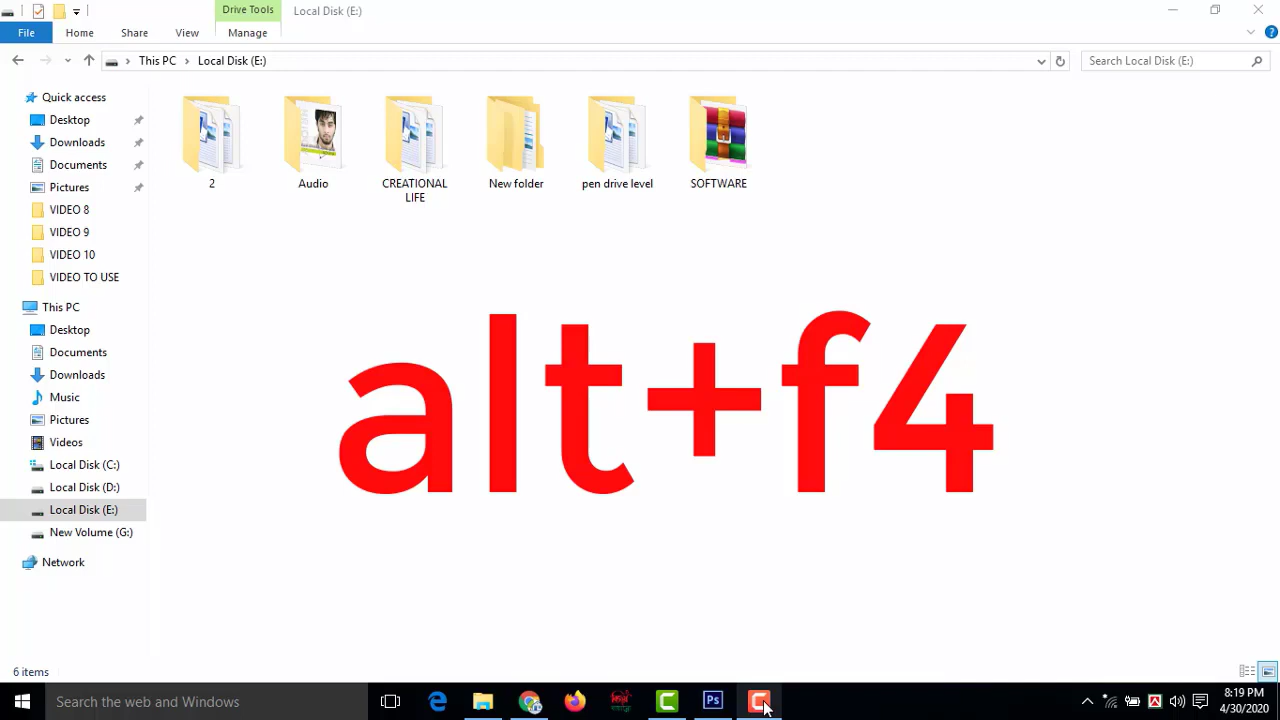 Drive Tools
Local Disk (E:)
File
Home
Share
View
Manage
This PC
Local Disk (E:)
Search Local Disk (E:)
Quick access
Desktop
Downloads
Documents
Pictures
VIDEO 8
VIDEO 9
VIDEO 10
VIDEO TO USE
This PC
Desktop
Documents
Downloads
Music
Pictures
Videos
Local Disk (C:)
Local Disk (D:)
Local Disk (E:)
New Volume (G:)
Network
2
Audio
CREATIONAL
LIFE
New folder
pen drive level
SOFTWARE
alt+f4
6 items
Search the web and Windows
Ps
8:19 PM
4/30/2020